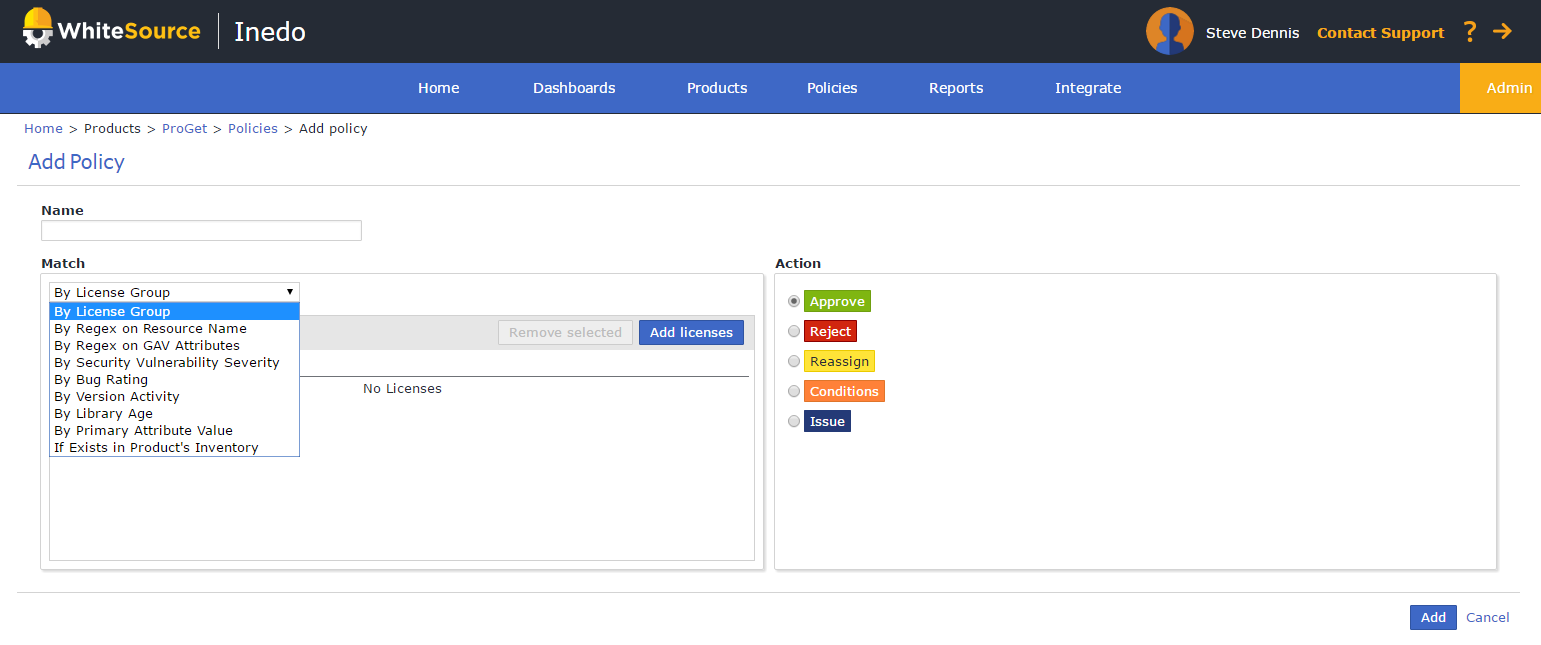 WhiteSource Inedo Steve Dennis Contact Support ?
Home Dashboards Products Policies Reports Integrate Admin
Home > Products > ProGet > Policies > Add policy
Add Policy
Name
Match
By License Group
By License Group
By Regex on Resource Name
By Regex on GAV Attributes
By Security Vulnerability Severity
By Bug Rating
By Version Activity
By Library Age
By Primary Attribute Value
If Exists in Product's Inventory
Remove selected Add licenses
No Licenses
Action
Approve
Reject
Reassign
Conditions
Issue
Add Cancel